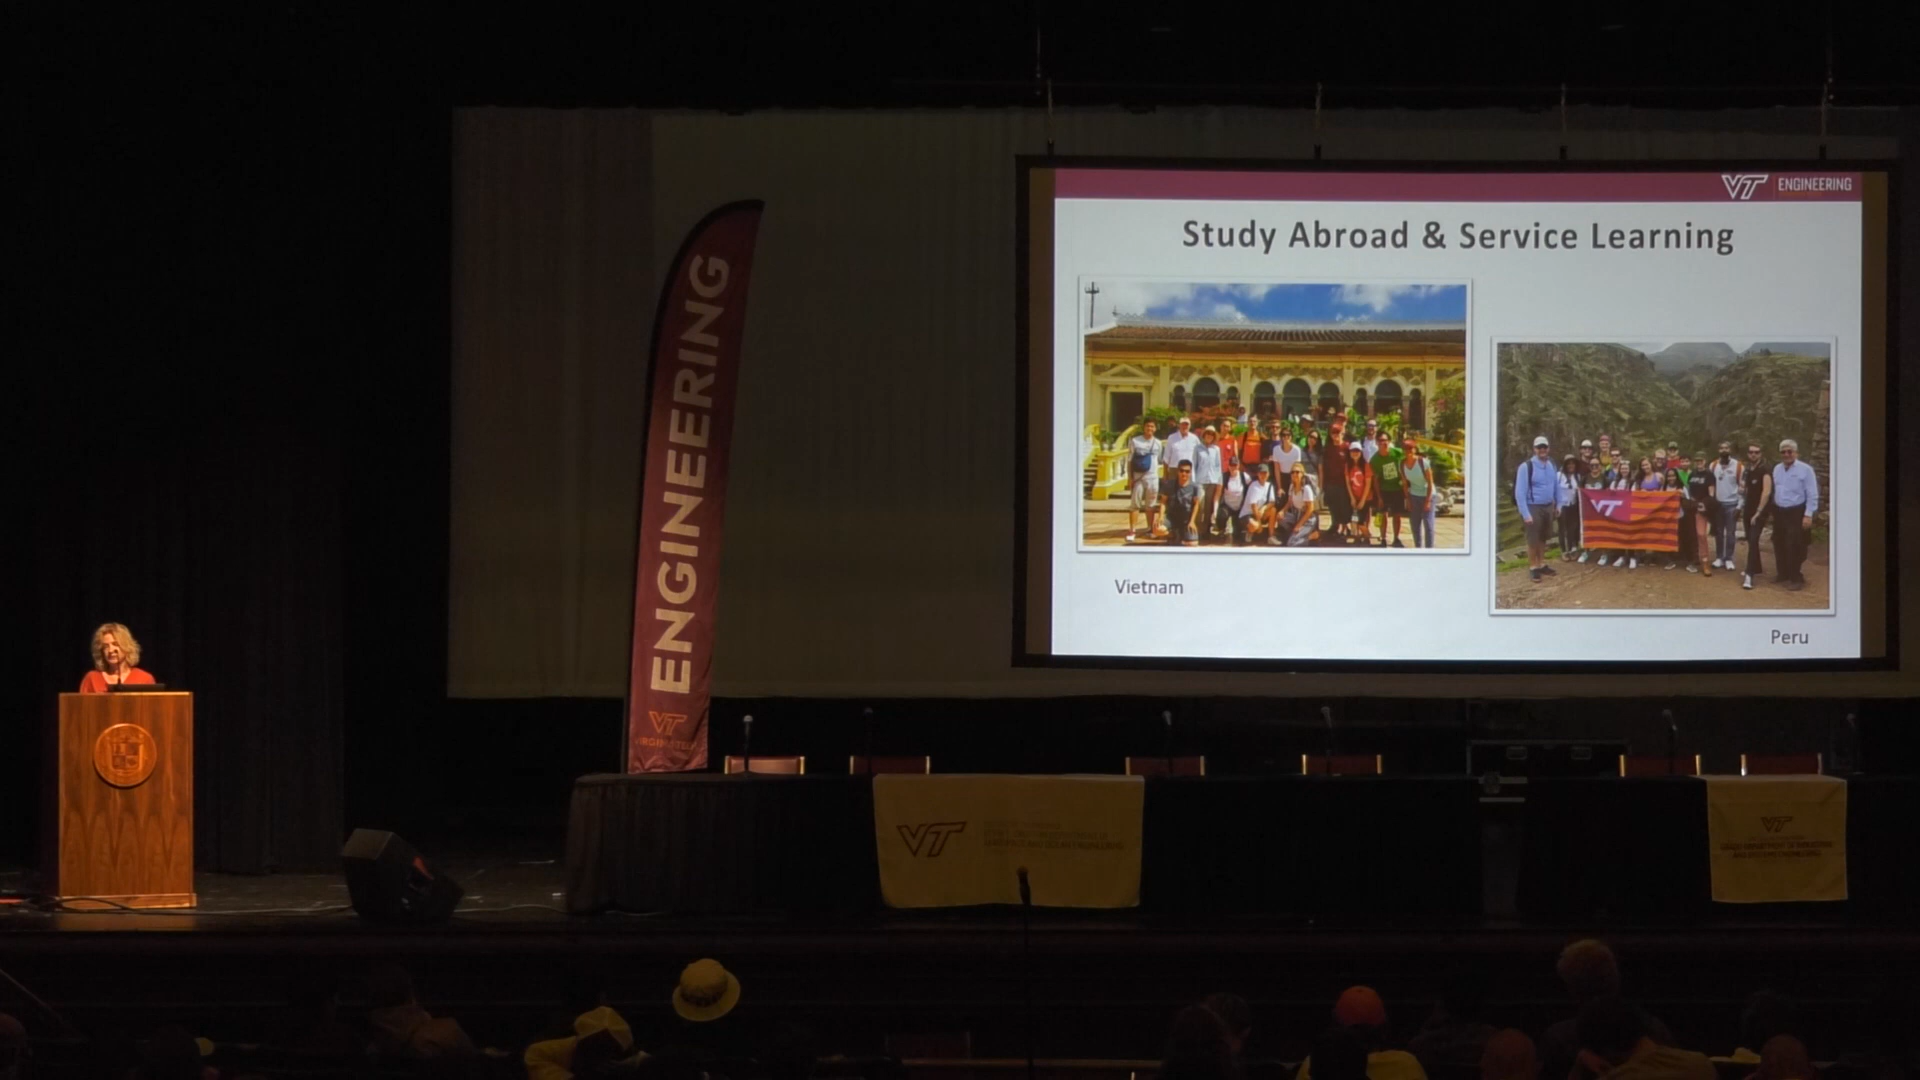 VT ENGINEERING
Study Abroad & Service Learning
VT
Vietnam
Peru
ENGINEERING
VT
VT
VT